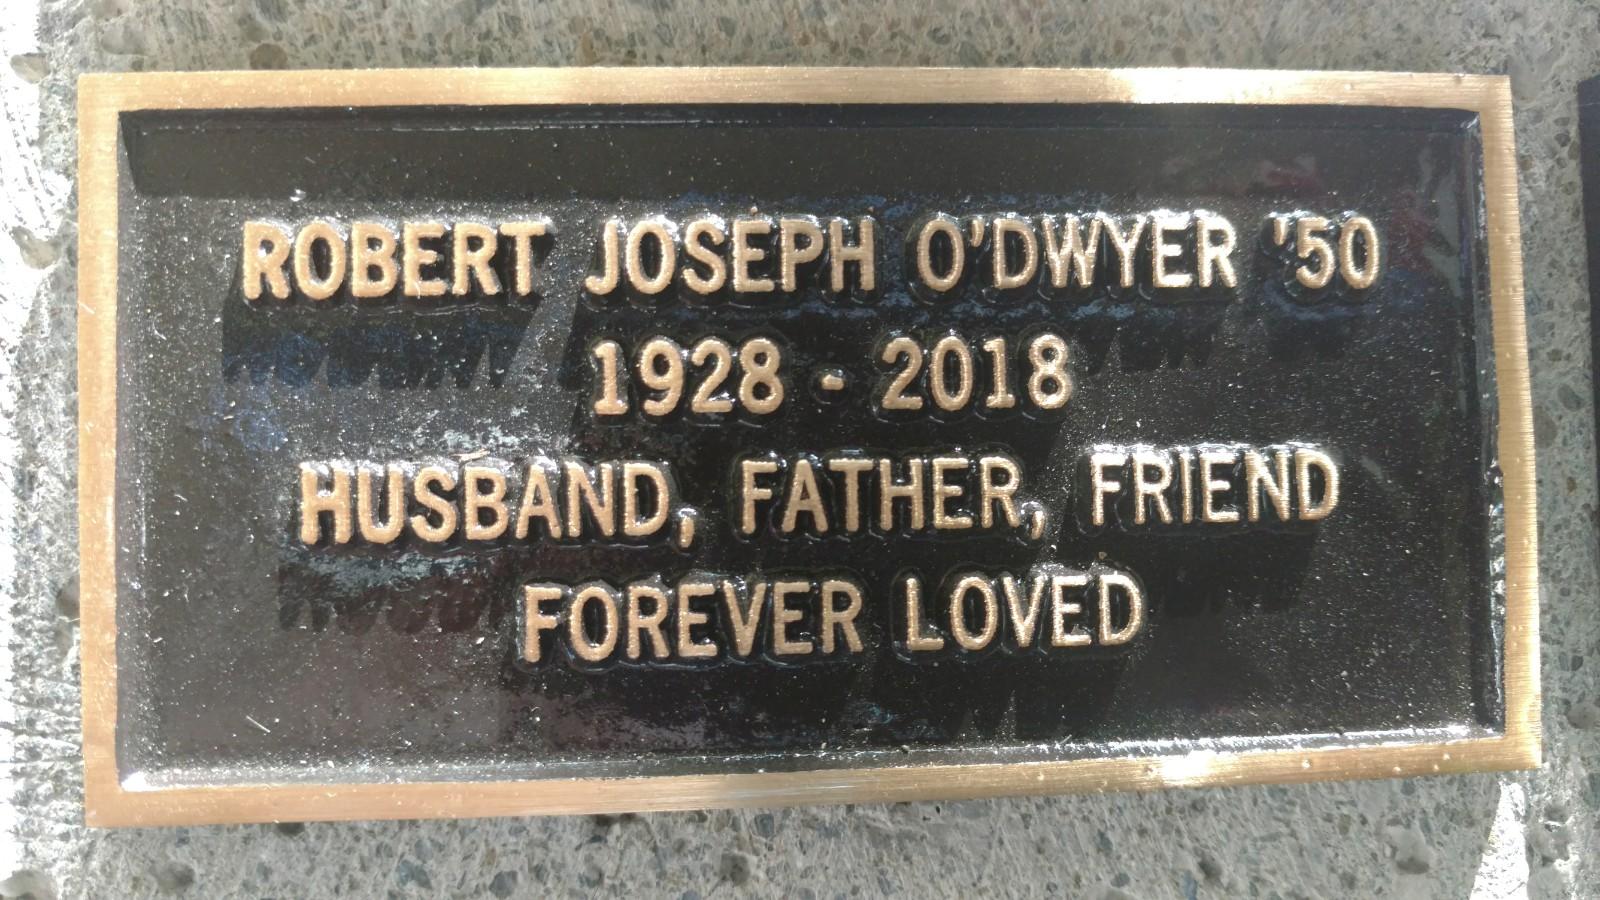 ROBERT JOSEPH O'DWYER '50
1928 - 2018
HUSBAND, FATHER, FRIEND
FOREVER LOVED